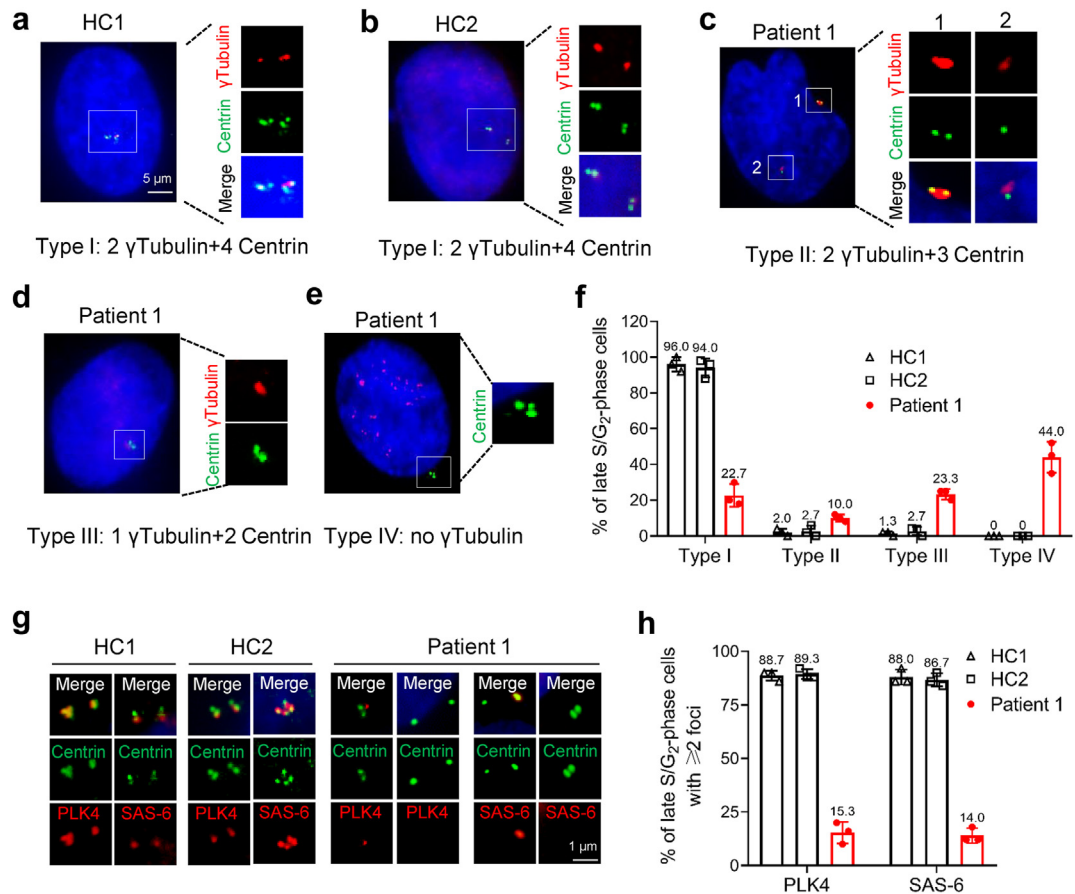 a
HC1
γTubulin
Centrin
Merge
5 μm
Type I: 2 γTubulin+4 Centrin
b
HC2
γTubulin
Centrin
Merge
Type I: 2 γTubulin+4 Centrin
c
Patient 1
1
2
1
2
γTubulin
Centrin
Merge
Type II: 2 γTubulin+3 Centrin
d
Patient 1
γTubulin
Centrin
Type III: 1 γTubulin+2 Centrin
e
Patient 1
Centrin
Type IV: no γTubulin
f
% of late S/G₂-phase cells
120
100
80
60
40
20
0
96.0 94.0 22.7
2.0 2.7 10.0
1.3 2.7 23.3
0 0 44.0
HC1
HC2
Patient 1
Type I Type II Type III Type IV
g
HC1 HC2 Patient 1
Merge Merge Merge Merge Merge Merge Merge Merge
Centrin Centrin Centrin Centrin Centrin Centrin Centrin Centrin
PLK4 SAS-6 PLK4 SAS-6 PLK4 PLK4 SAS-6 SAS-6
1 μm
h
% of late S/G₂-phase cells
with ⩾2 foci
100
75
50
25
0
88.7 89.3 15.3
88.0 86.7 14.0
HC1
HC2
Patient 1
PLK4 SAS-6